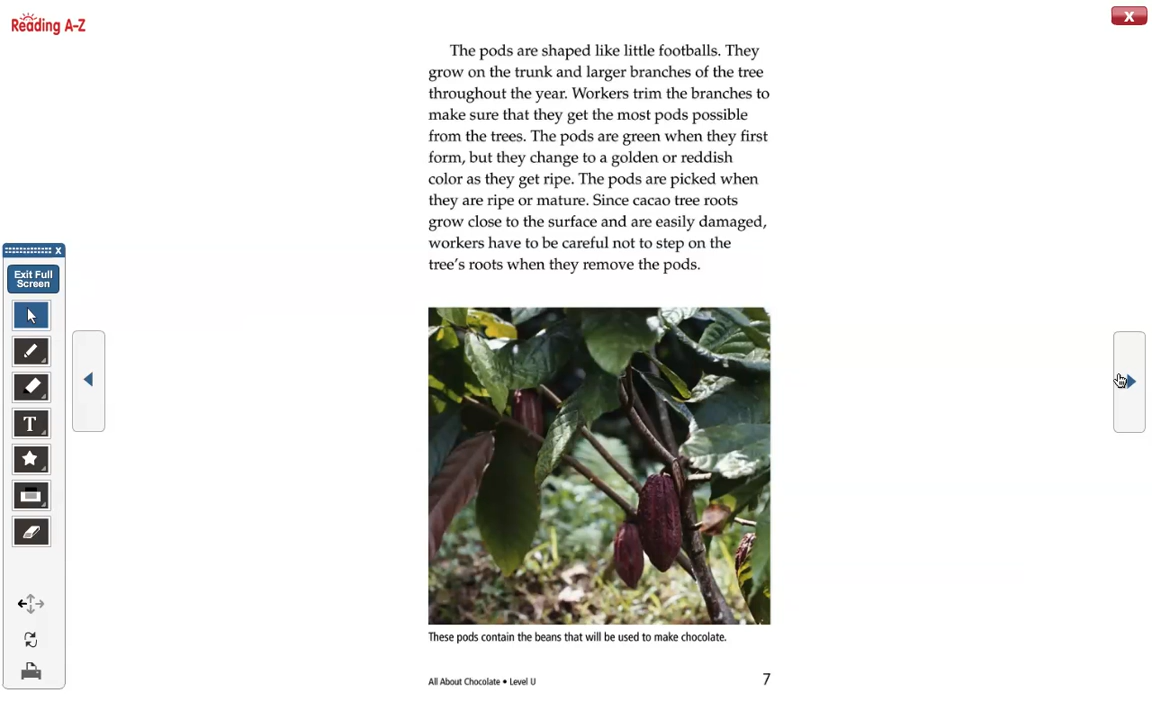 Reading A-Z
X
The pods are shaped like little footballs. They
grow on the trunk and larger branches of the tree
throughout the year. Workers trim the branches to
make sure that they get the most pods possible
from the trees. The pods are green when they first
form, but they change to a golden or reddish
color as they get ripe. The pods are picked when
they are ripe or mature. Since cacao tree roots
grow close to the surface and are easily damaged,
workers have to be careful not to step on the
tree's roots when they remove the pods.
x
Exit Full
Screen
T
These pods contain the beans that will be used to make chocolate.
All About Chocolate • Level U
7